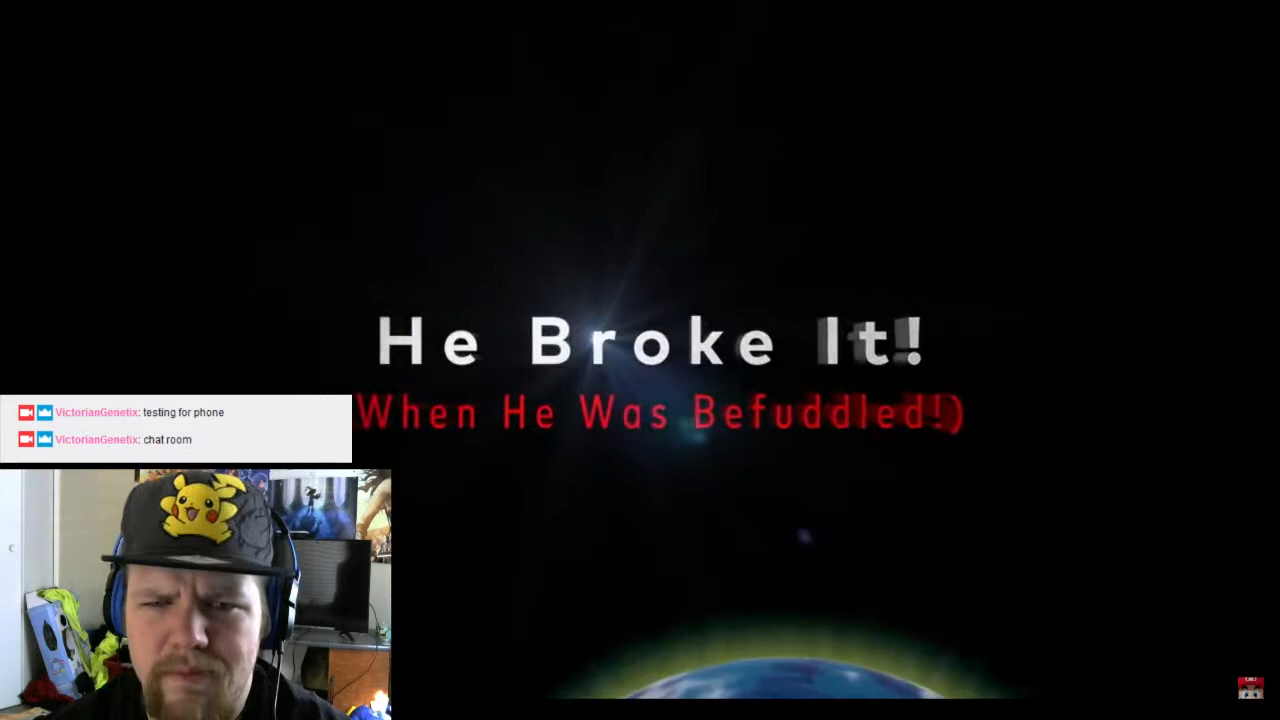 He Broke It!
When He Was Befuddled!)
VictorianGenetix: testing for phone
VictorianGenetix: chat room